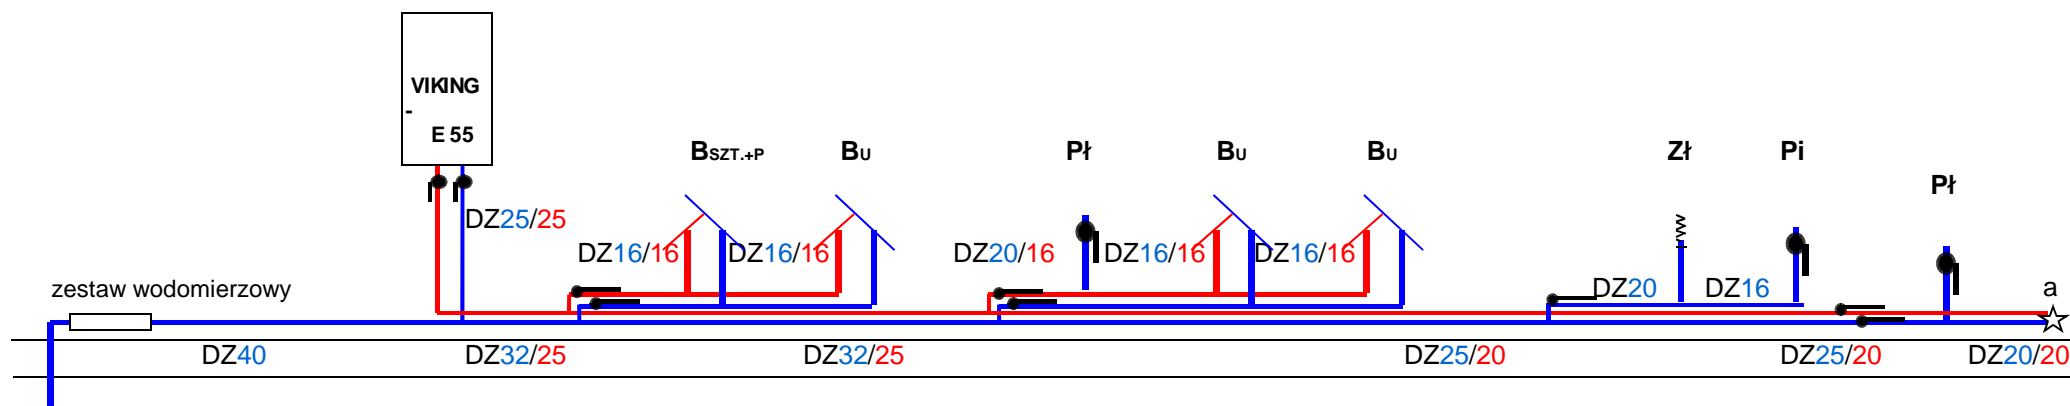 VIKING
-
E 55
BSZT.+P
BU
Pł
BU
BU
Zł
Pi
Pł
DZ25/25
DZ16/16
DZ16/16
DZ20/16
DZ16/16
DZ16/16
DZ20
DZ16
zestaw wodomierzowy
a
DZ40
DZ32/25
DZ32/25
DZ25/20
DZ25/20
DZ20/20